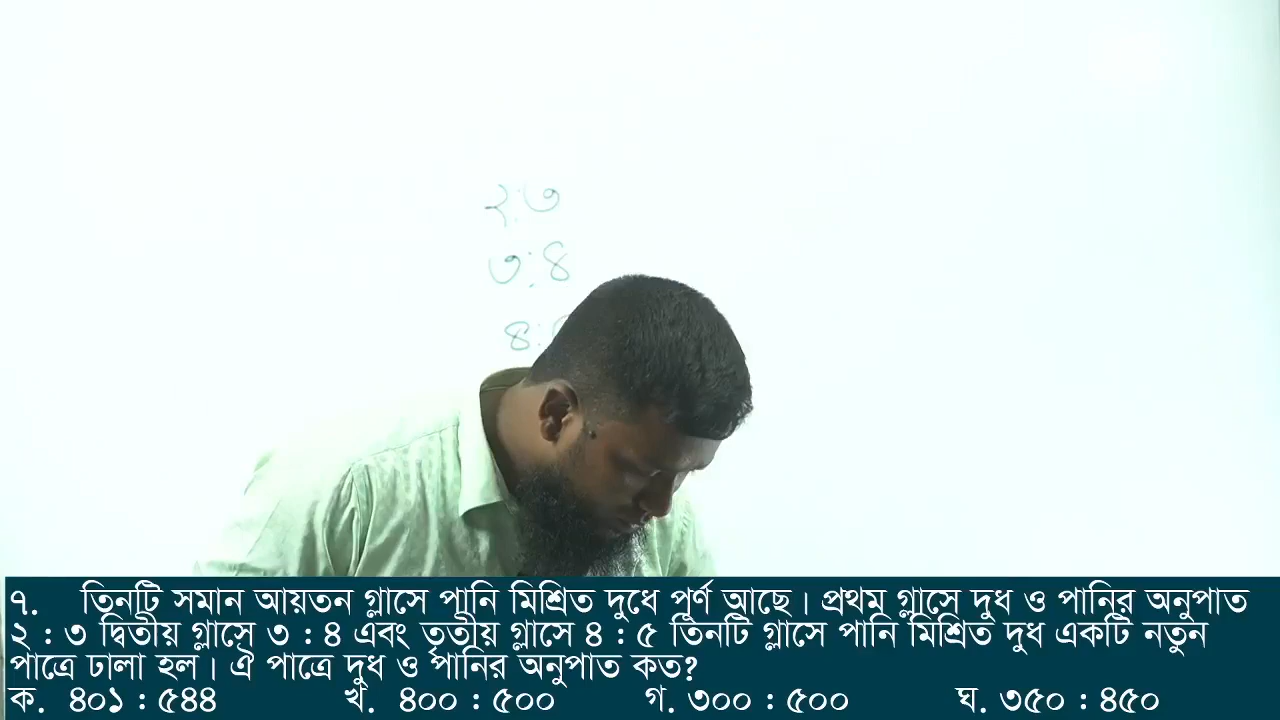 ২:৩
৩:৪
৪:
৭. তিনটি সমান আয়তন গ্লাসে পানি মিশ্রিত দুধে পূর্ণ আছে। প্রথম গ্লাসে দুধ ও পানির অনুপাত
২ : ৩ দ্বিতীয় গ্লাসে ৩ : ৪ এবং তৃতীয় গ্লাসে ৪ : ৫ তিনটি গ্লাসে পানি মিশ্রিত দুধ একটি নতুন
পাত্রে ঢালা হল। ঐ পাত্রে দুধ ও পানির অনুপাত কত?
ক. ৪০১ : ৫৪৪ খ. ৪০০ : ৫০০ গ. ৩০০ : ৫০০ ঘ. ৩৫০ : ৪৫০